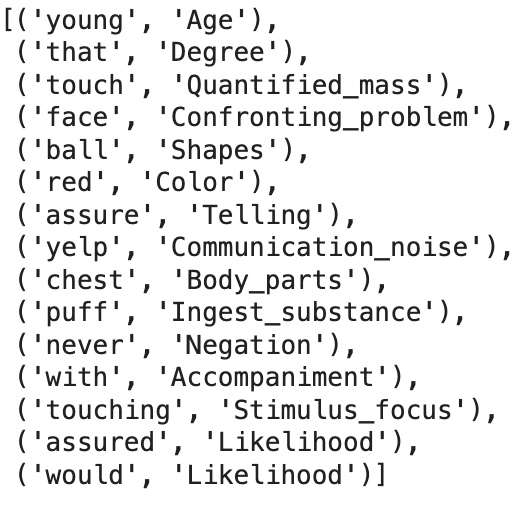 [('young', 'Age'),
('that', 'Degree'),
('touch', 'Quantified_mass'),
('face', 'Confronting_problem'),
('ball', 'Shapes'),
('red', 'Color'),
('assure', 'Telling'),
('yelp', 'Communication_noise'),
('chest', 'Body_parts'),
('puff', 'Ingest_substance'),
('never', 'Negation'),
('with', 'Accompaniment'),
('touching', 'Stimulus_focus'),
('assured', 'Likelihood'),
('would', 'Likelihood')]